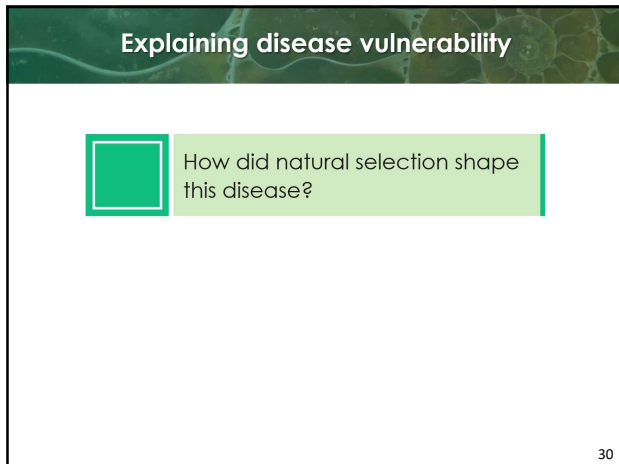 Explaining disease vulnerability
How did natural selection shape
this disease?
30